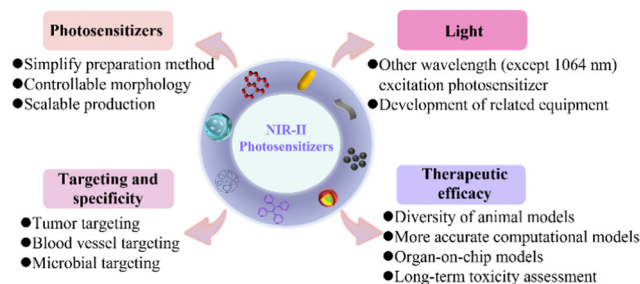 Photosensitizers
●Simplify preparation method
●Controllable morphology
●Scalable production
Light
●Other wavelength (except 1064 nm)
excitation photosensitizer
●Development of related equipment
NIR-II
Photosensitizers
Targeting and
specificity
●Tumor targeting
●Blood vessel targeting
●Microbial targeting
Therapeutic
efficacy
●Diversity of animal models
●More accurate computational models
●Organ-on-chip models
●Long-term toxicity assessment